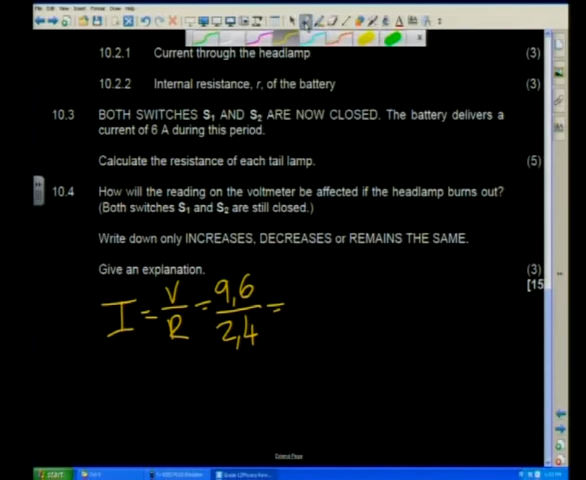 10.2.1 Current through the headlamp (3)
10.2.2 Internal resistance, r, of the battery (3)
10.3 BOTH SWITCHES S1 AND S2 ARE NOW CLOSED. The battery delivers a
current of 6 A during this period.
Calculate the resistance of each tail lamp. (5)
10.4 How will the reading on the voltmeter be affected if the headlamp burns out?
(Both switches S1 and S2 are still closed.)
Write down only INCREASES, DECREASES or REMAINS THE SAME.
Give an explanation. (3)
[15
I = V/R = 9,6/2,4 =
Extend Page
start